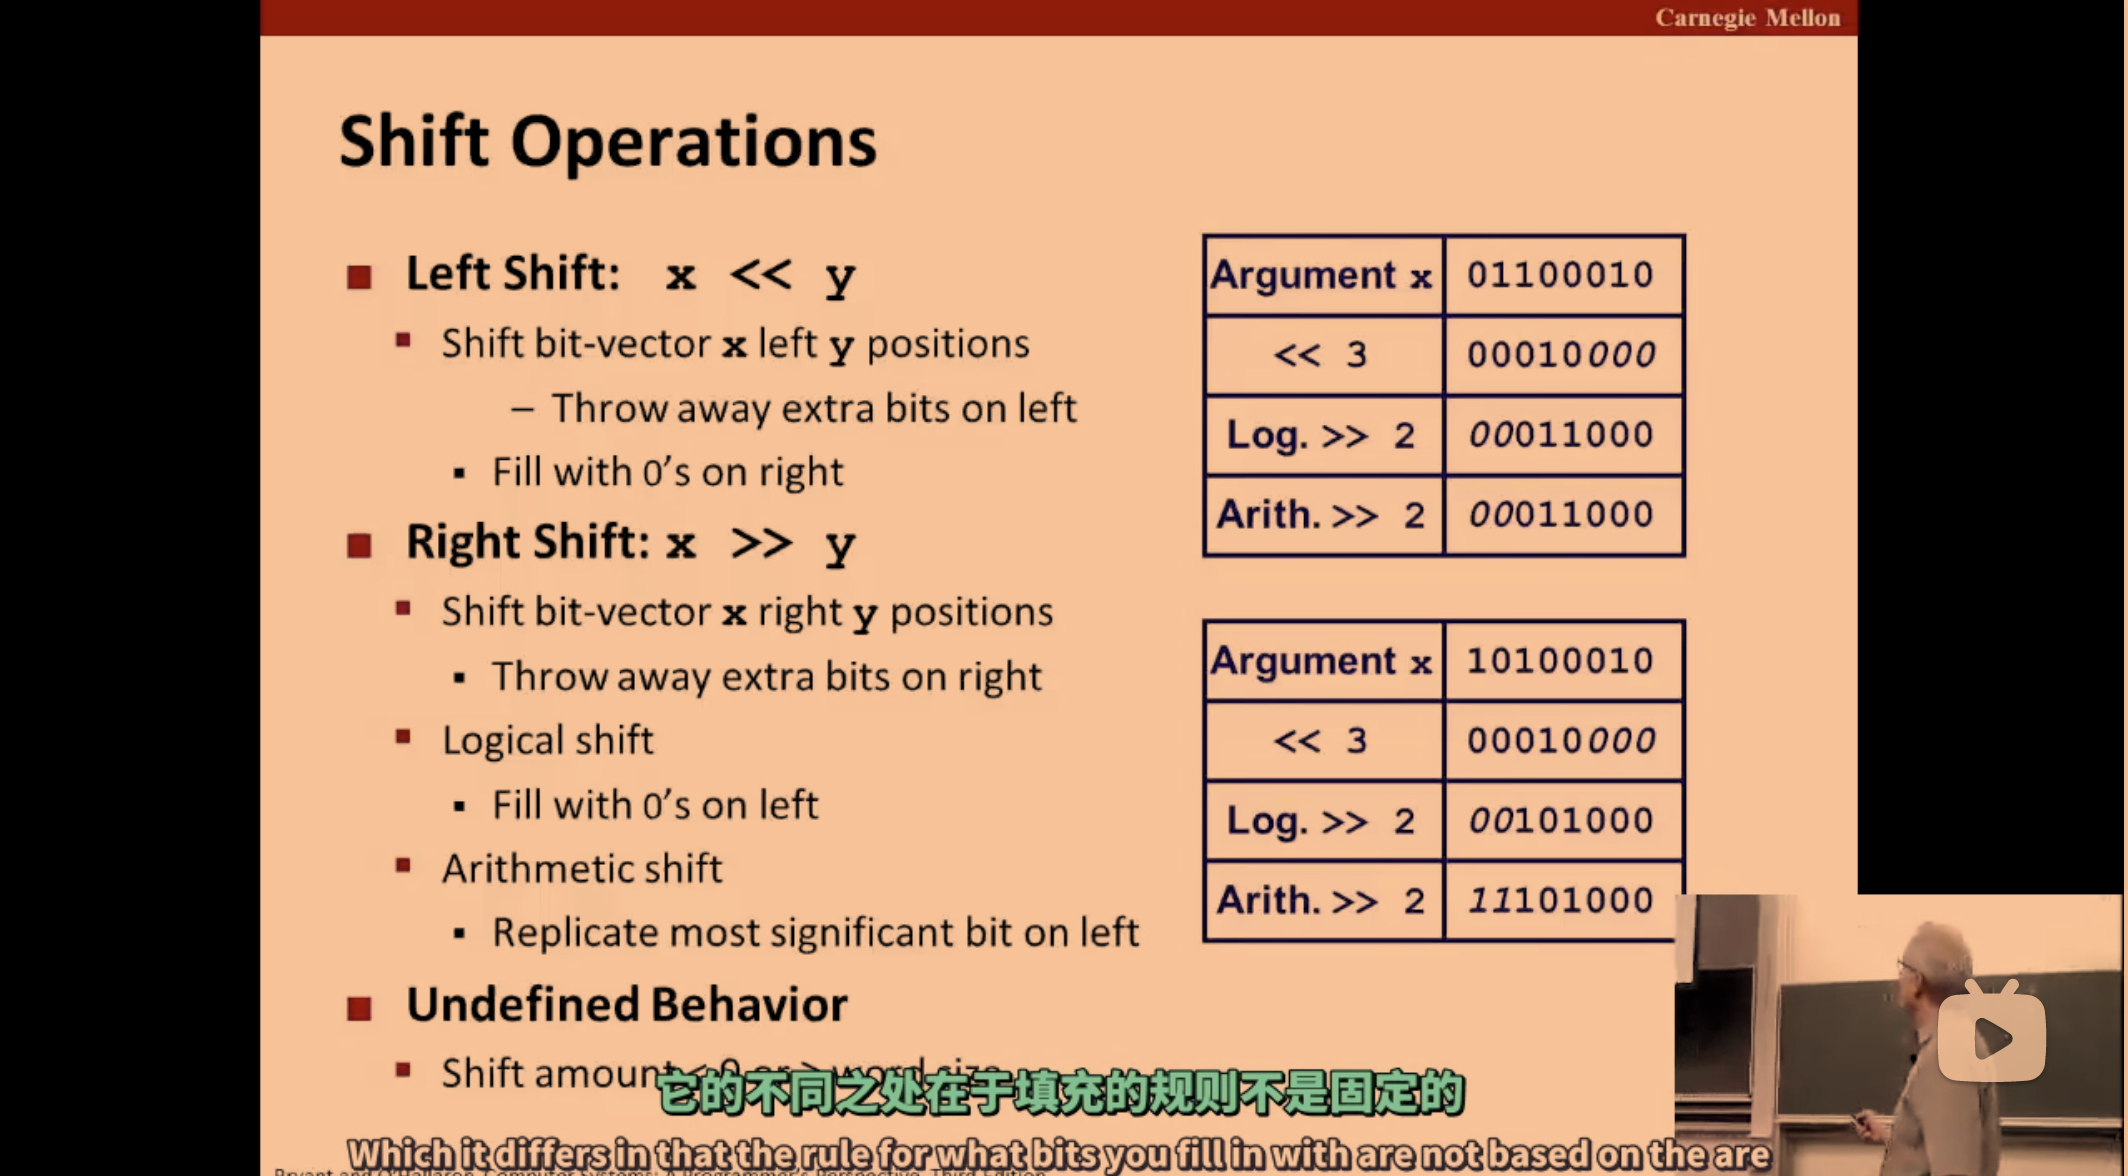 Carnegie Mellon
Shift Operations
■ Left Shift: x << y
▪ Shift bit-vector x left y positions
– Throw away extra bits on left
▪ Fill with 0’s on right
■ Right Shift: x >> y
▪ Shift bit-vector x right y positions
▪ Throw away extra bits on right
▪ Logical shift
▪ Fill with 0’s on left
▪ Arithmetic shift
▪ Replicate most significant bit on left
■ Undefined Behavior
▪ Shift amount < 0 or word size
Argument x 01100010
<< 3 00010000
Log. >> 2 00011000
Arith. >> 2 00011000
Argument x 10100010
<< 3 00010000
Log. >> 2 00101000
Arith. >> 2 11101000
它的不同之处在于填充的规则不是固定的
Which it differs in that the rule for what bits you fill in with are not based on the are
Bryant and O'Hallaron, Computer Systems: A Programmer's Perspective, Third Edition